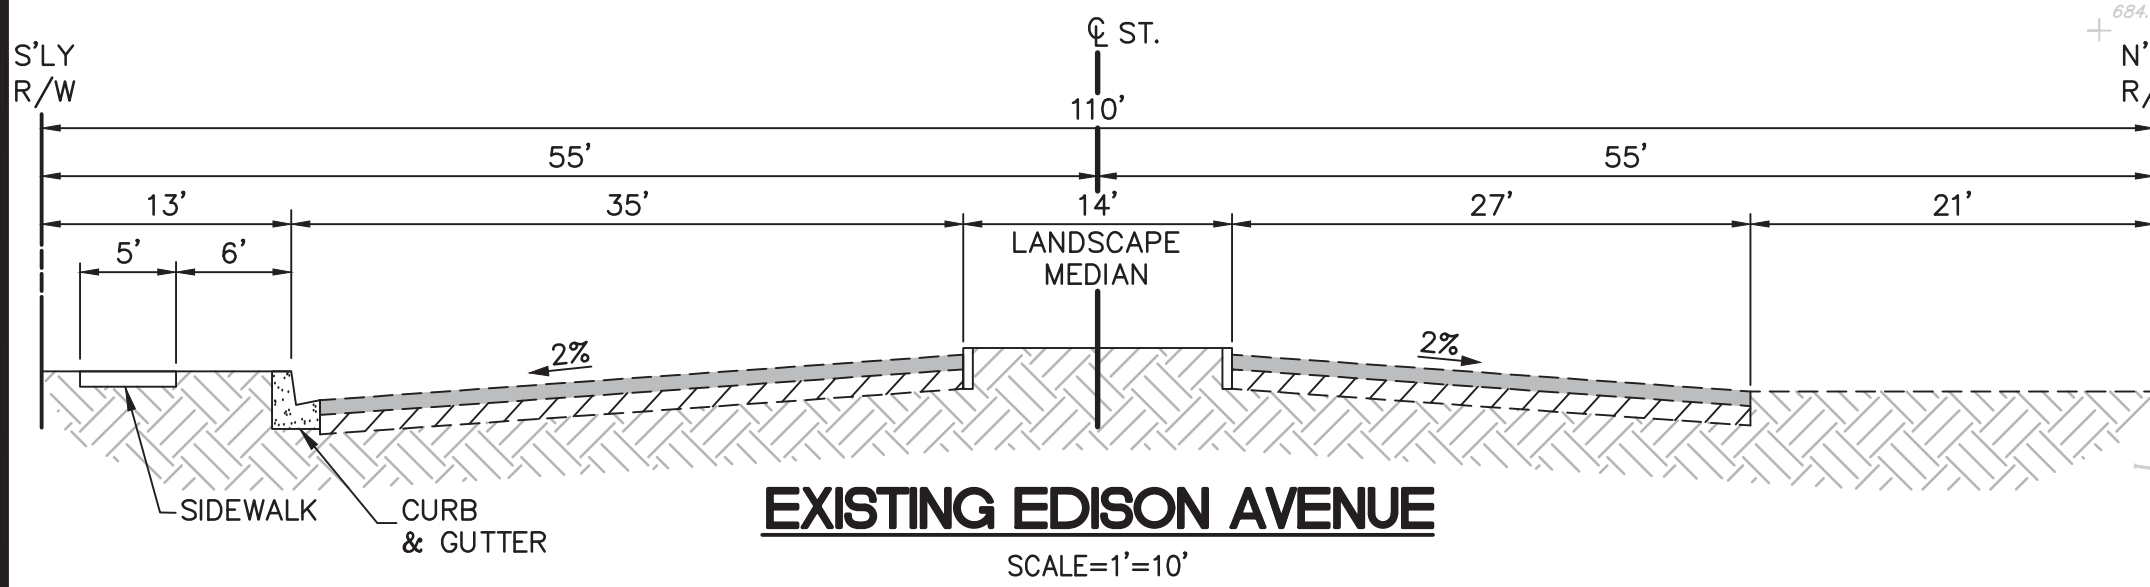 ℄ ST.
684.
S'LY
R/W
N'
R/
110'
55'
55'
13'
35'
14'
27'
21'
LANDSCAPE
MEDIAN
5'
6'
2%
2%
SIDEWALK
CURB
& GUTTER
EXISTING EDISON AVENUE
SCALE=1'=10'